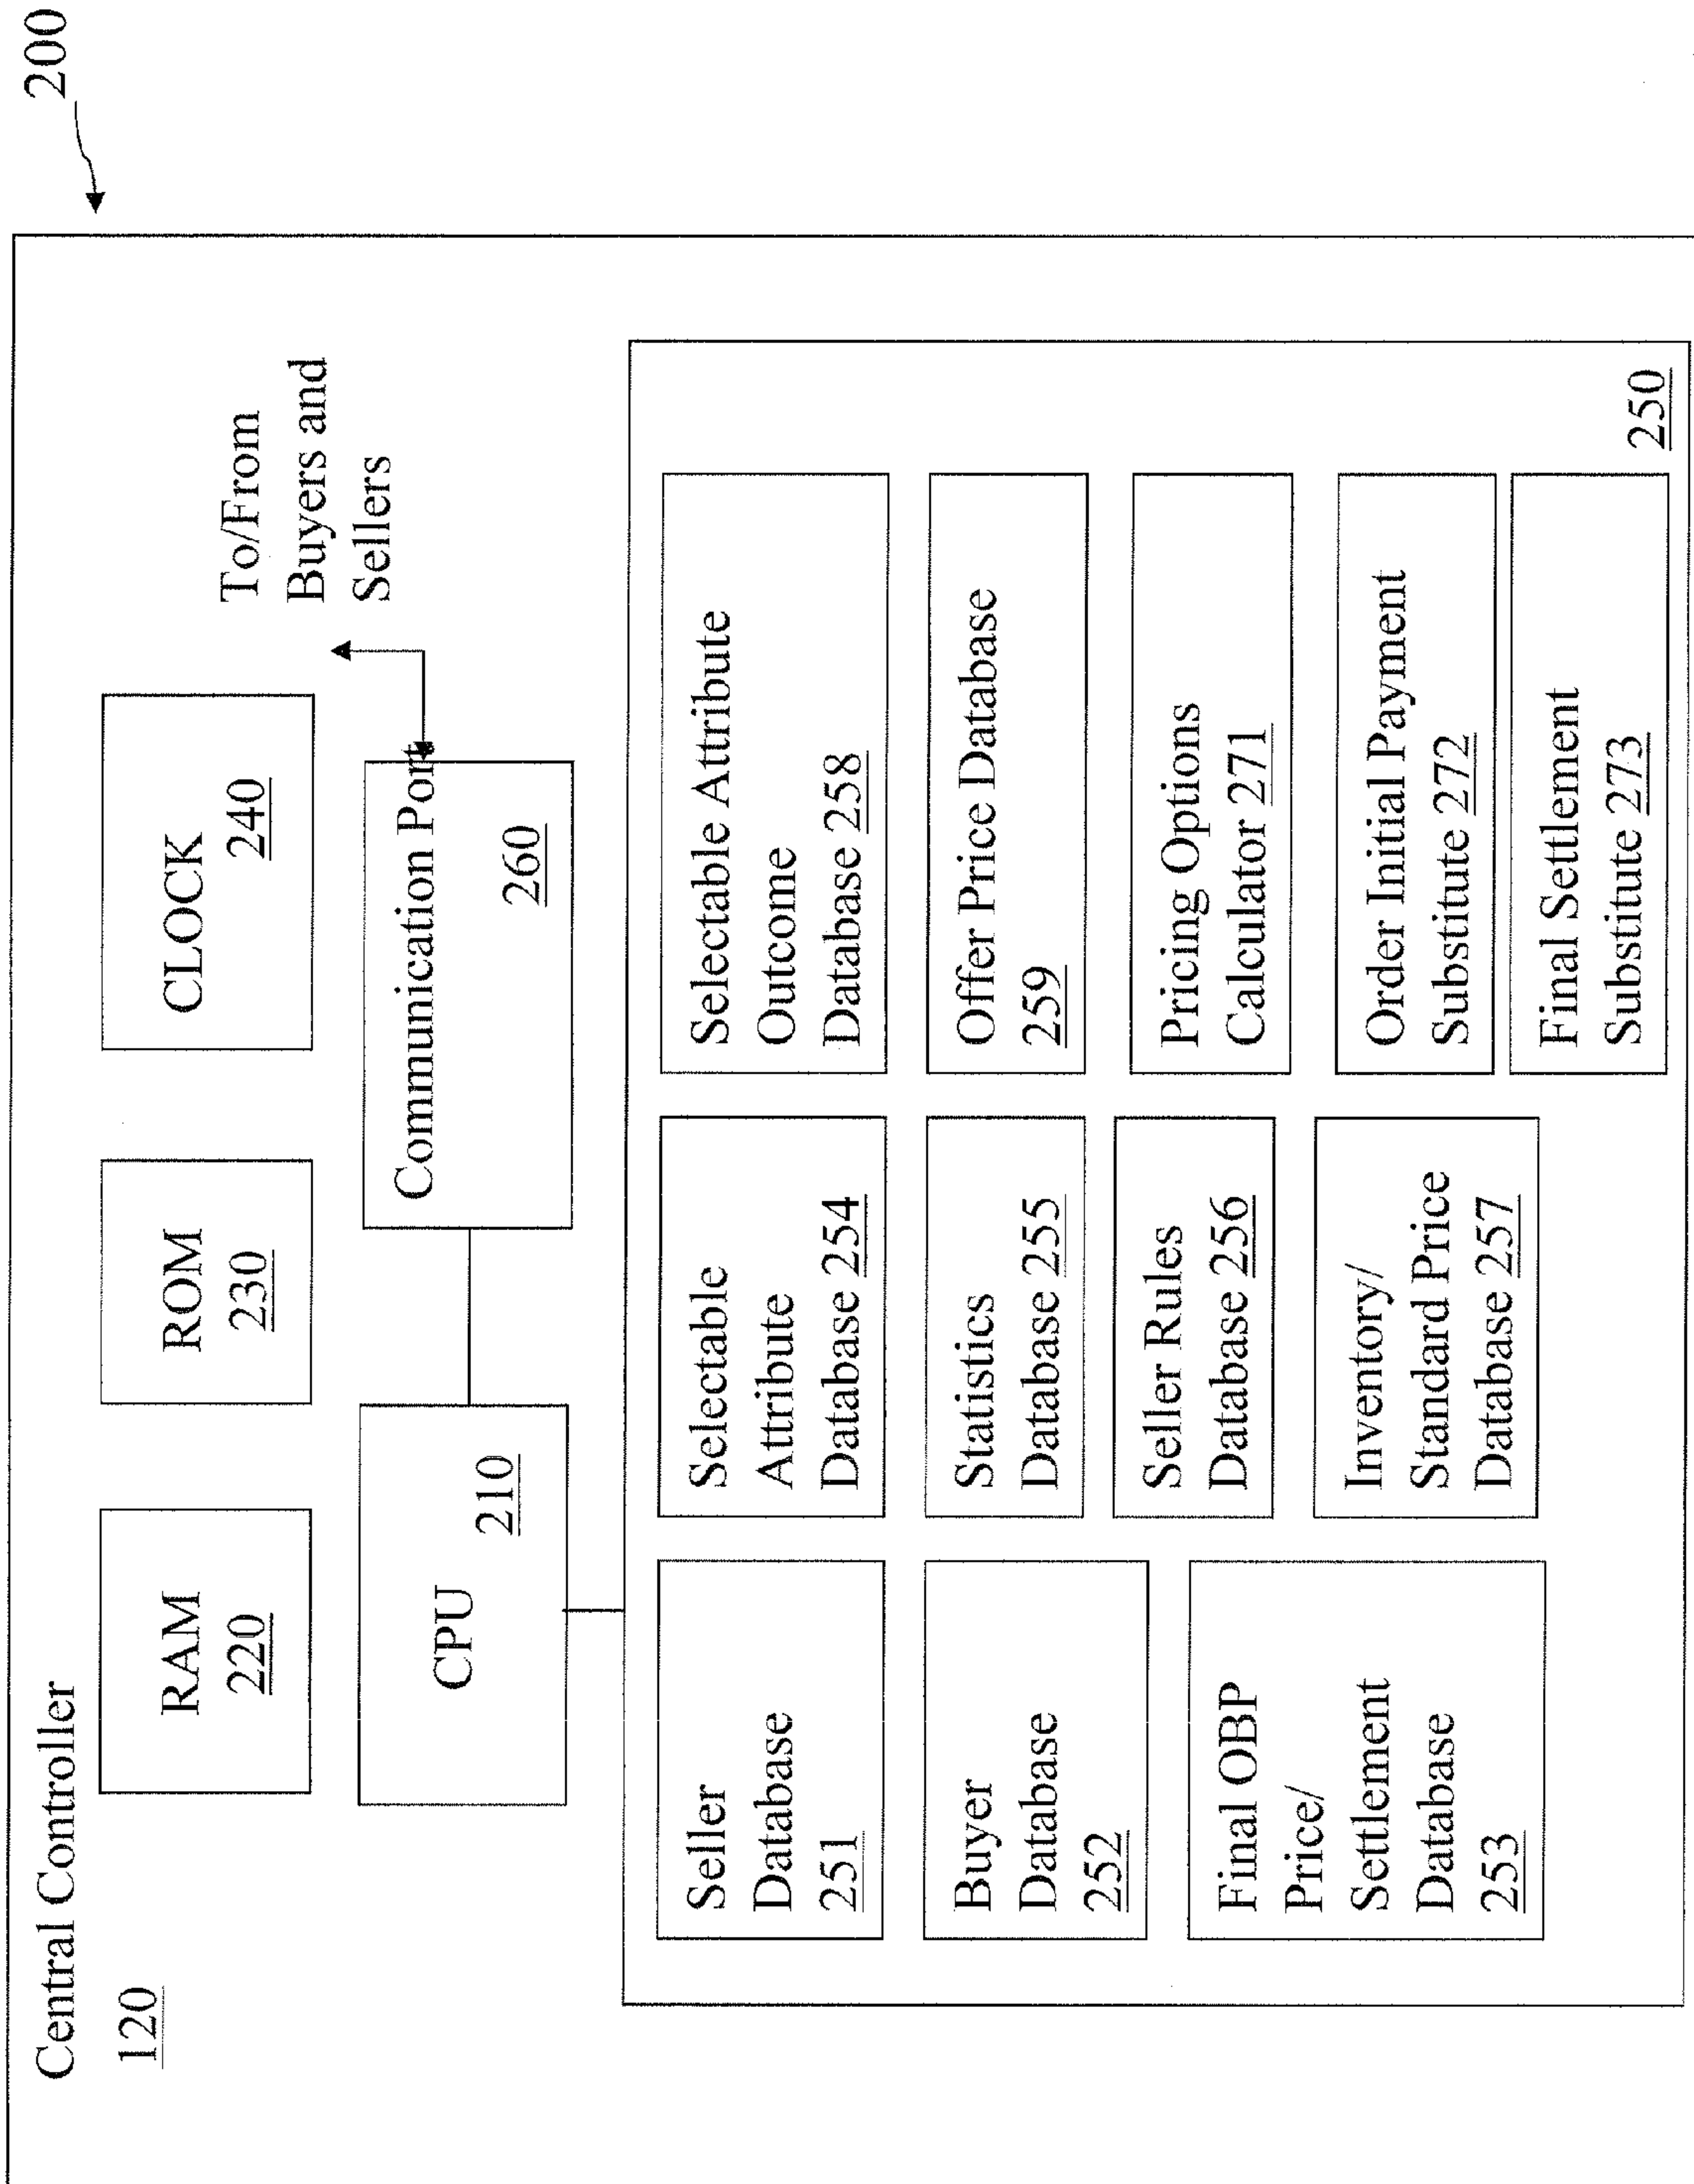 200
Central Controller
120
RAM
220
ROM
230
CLOCK
240
To/From
Buyers and
Sellers
CPU
210
Communication Port
260
Seller
Database
251
Buyer
Database
252
Final OBP
Price/
Settlement
Database
253
Selectable
Attribute
Database 254
Statistics
Database 255
Seller Rules
Database 256
Inventory/
Standard Price
Database 257
Selectable Attribute
Outcome
Database 258
Offer Price Database
259
Pricing Options
Calculator 271
Order Initial Payment
Substitute 272
Final Settlement
Substitute 273
250